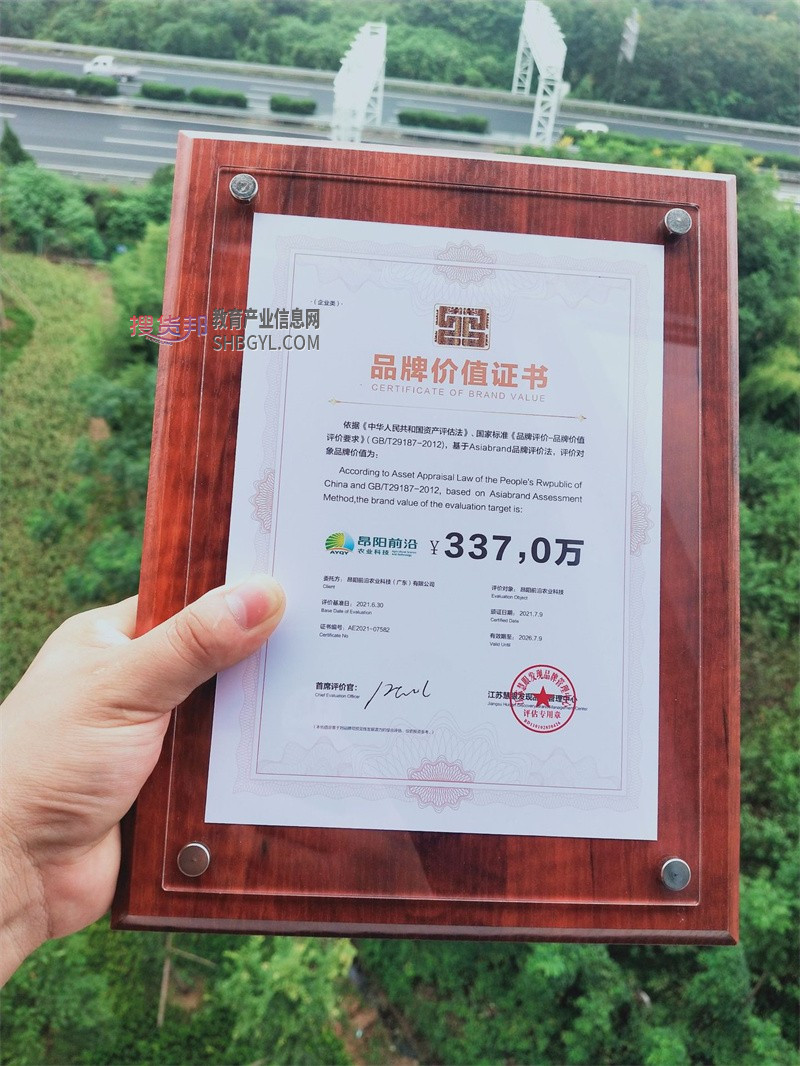 搜货邦 教育产业信息网
SHBGYL.COM
·（企业类）·
品牌价值证书
CERTIFICATE OF BRAND VALUE
依据《中华人民共和国资产评估法》、国家标准《品牌评价-品牌价值
评价要求》（GB/T29187-2012)，基于Asiabrand品牌评价法，评价对
象品牌价值为：
According to Asset Appraisal Law of the People's Rwpublic of
China and GB/T29187-2012, based on Asiabrand Assessment
Method,the brand value of the evaluation target is:
AYQY 昂阳前沿 农业科技 ¥337,0万
委托方： 昂阳前沿农业科技（广东）有限公司
Client
评价对象： 昂阳前沿农业科技
Evaluation Object
评价基准日： 2021.6.30
Base Date of Evaluation
颁证日期： 2021.7.9
Certified Date
证书编号： AE2021-07582
Certificate No
有效期至： 2026.7.9
Valid Until
首席评价官：
Chief Evaluation Officer
江苏慧眼发现品牌管理中心
评估专用章